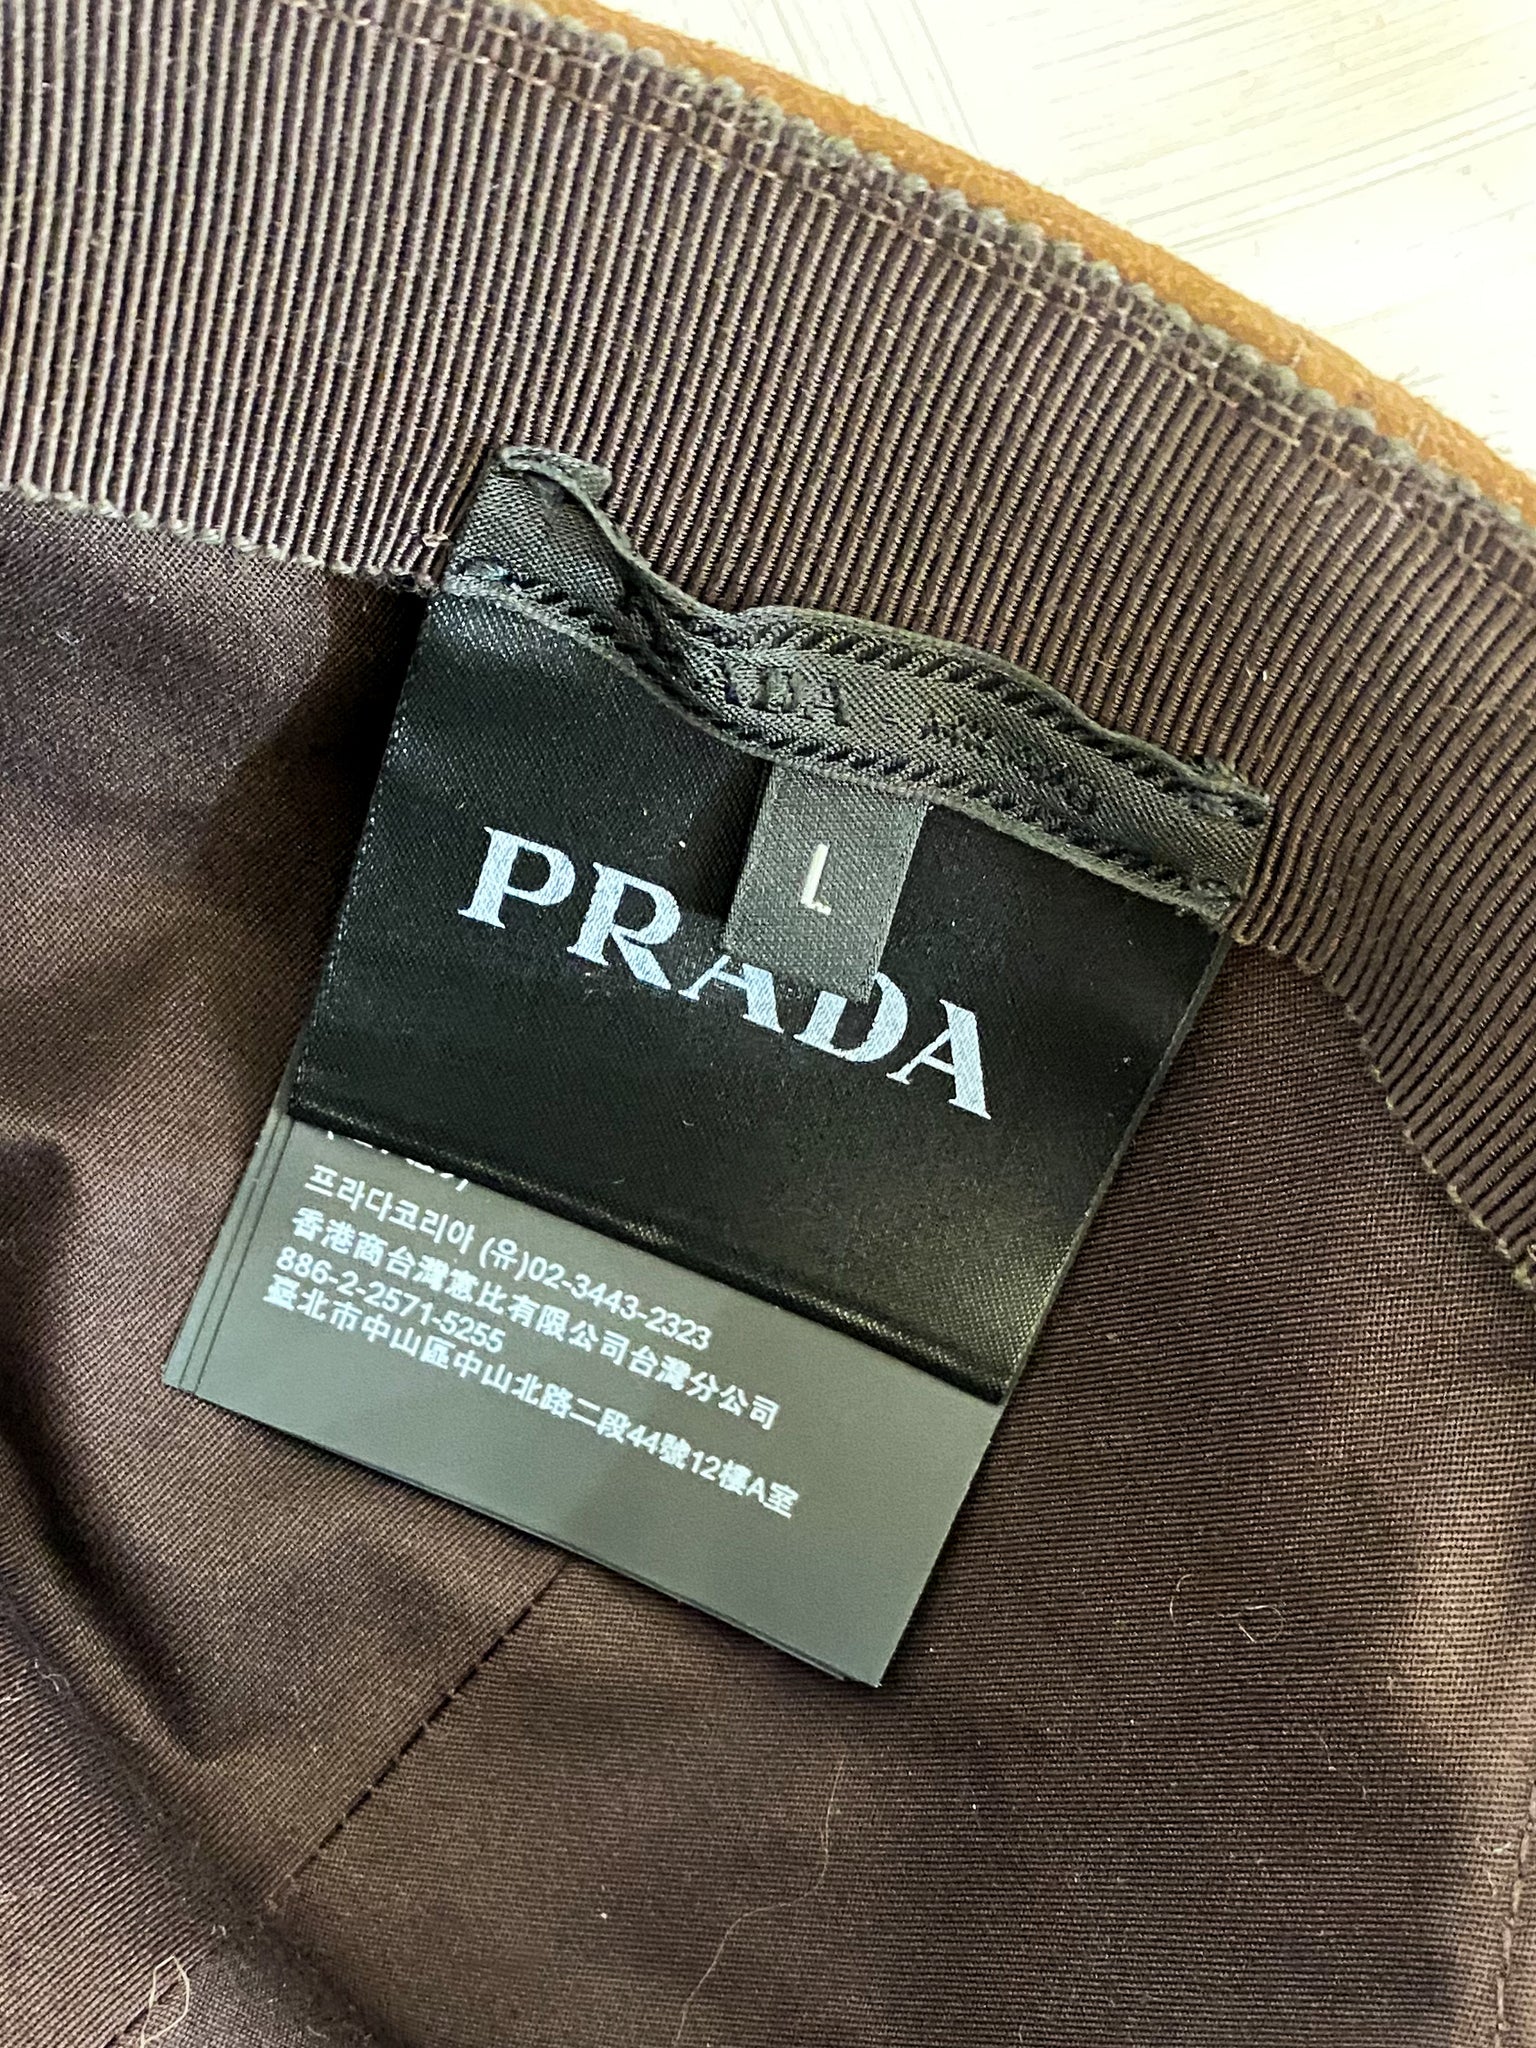 L
PRADA
프라다코리아 (유)02-3443-2323
香港商台灣惠比有限公司台灣分公司
886-2-2571-5255
臺北市中山區中山北路二段44號12樓A室